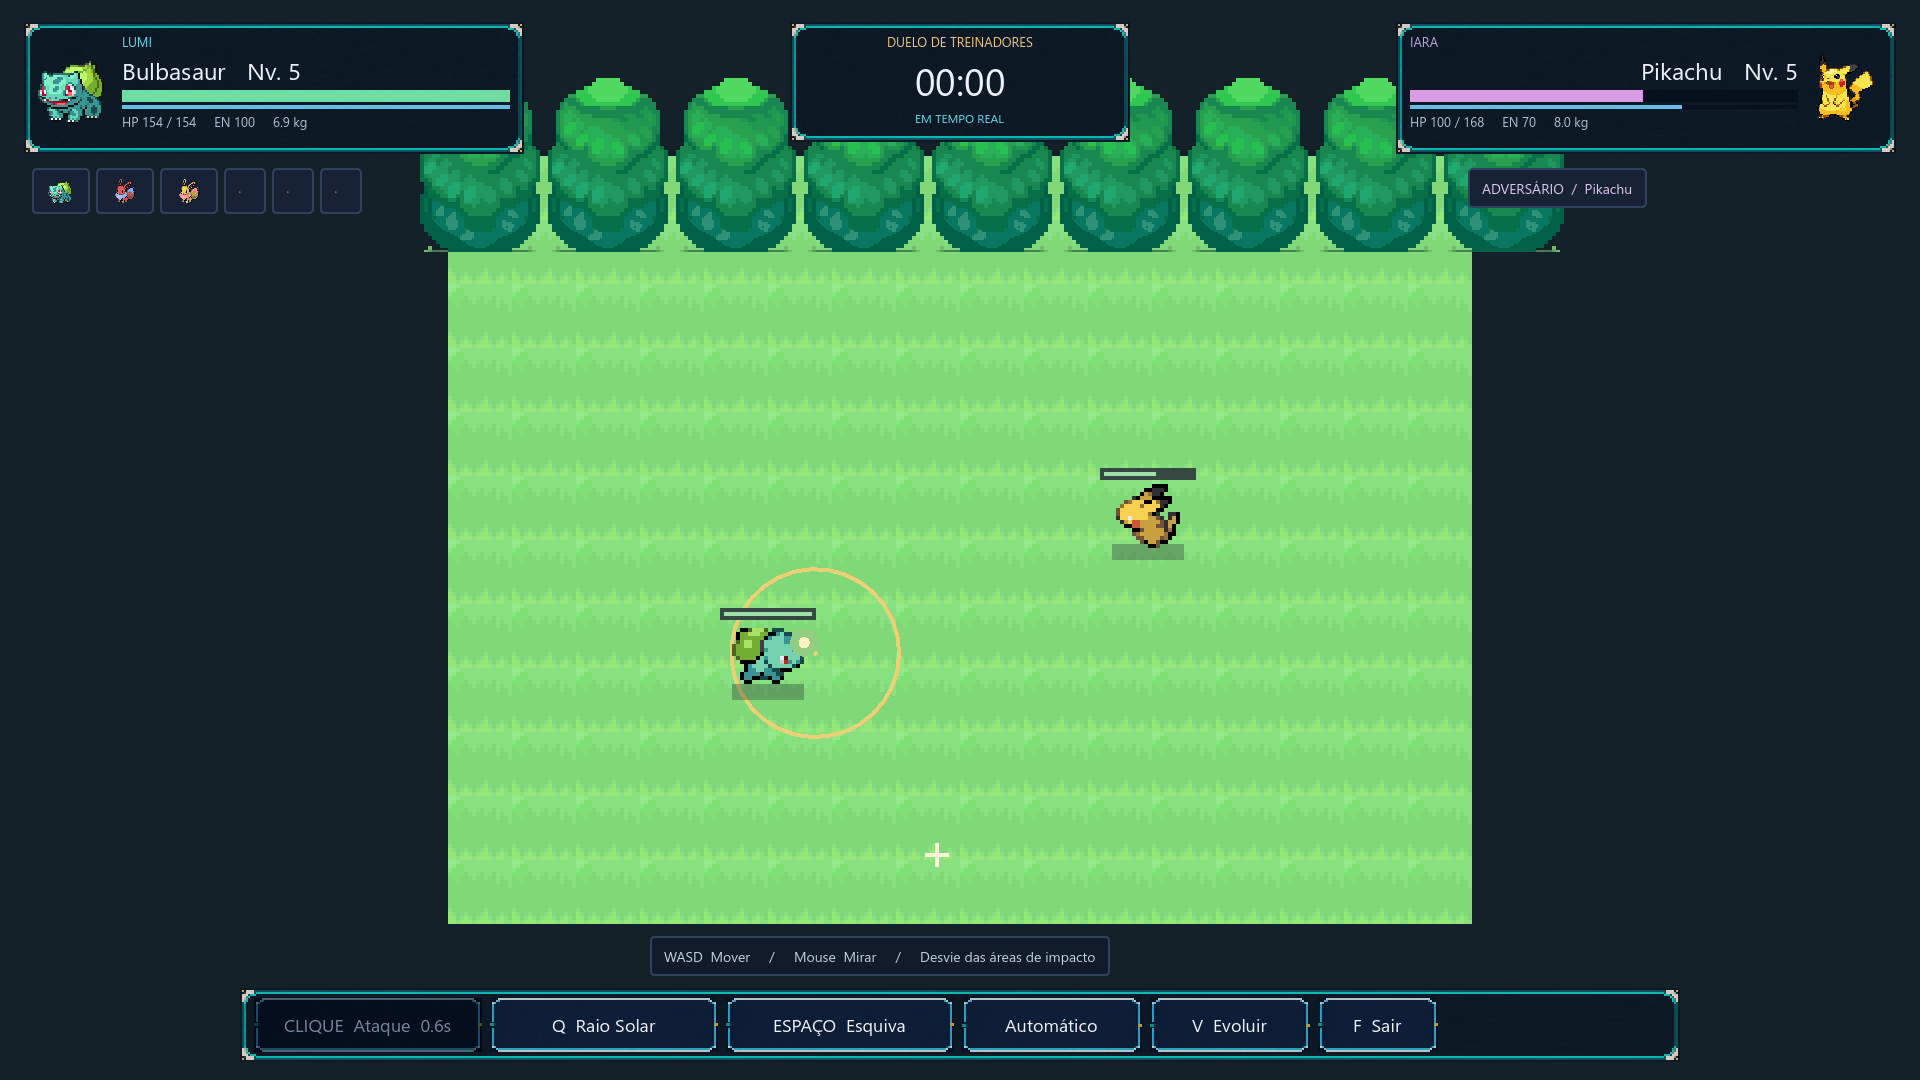 LUMI
Bulbasaur Nv. 5
HP 154 / 154 EN 100 6.9 kg
DUELO DE TREINADORES
00:00
EM TEMPO REAL
IARA
Pikachu Nv. 5
HP 100 / 168 EN 70 8.0 kg
ADVERSÁRIO / Pikachu
WASD Mover / Mouse Mirar / Desvie das áreas de impacto
CLIQUE Ataque 0.6s
Q Raio Solar
ESPAÇO Esquiva
Automático
V Evoluir
F Sair